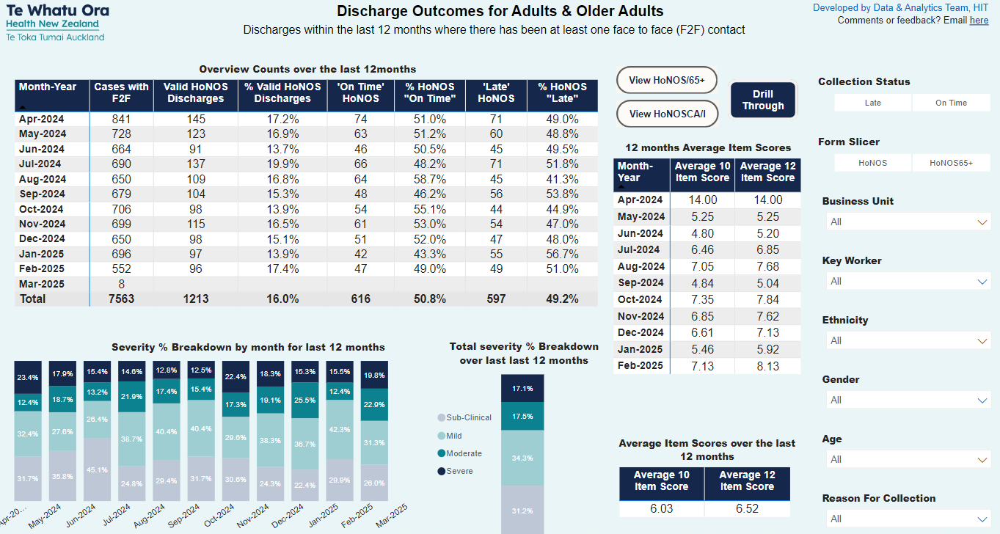 Te Whatu Ora
Health New Zealand
Te Toka Tumai Auckland
Discharge Outcomes for Adults & Older Adults
Discharges within the last 12 months where there has been at least one face to face (F2F) contact
Developed by Data & Analytics Team, HIT
Comments or feedback? Email here
Overview Counts over the last 12months
Month-Year Cases with F2F Valid HoNOS Discharges % Valid HoNOS Discharges 'On Time' HoNOS % HoNOS "On Time" 'Late' HoNOS % HoNOS "Late"
Apr-2024 841 145 17.2% 74 51.0% 71 49.0%
May-2024 728 123 16.9% 63 51.2% 60 48.8%
Jun-2024 664 91 13.7% 46 50.5% 45 49.5%
Jul-2024 690 137 19.9% 66 48.2% 71 51.8%
Aug-2024 650 109 16.8% 64 58.7% 45 41.3%
Sep-2024 679 104 15.3% 48 46.2% 56 53.8%
Oct-2024 706 98 13.9% 54 55.1% 44 44.9%
Nov-2024 699 115 16.5% 61 53.0% 54 47.0%
Dec-2024 650 98 15.1% 51 52.0% 47 48.0%
Jan-2025 696 97 13.9% 42 43.3% 55 56.7%
Feb-2025 552 96 17.4% 47 49.0% 49 51.0%
Mar-2025 8
Total 7563 1213 16.0% 616 50.8% 597 49.2%
View HoNOS/65+
View HoNOSCA/I
Drill
Through
12 months Average Item Scores
Month-Year Average 10 Item Score Average 12 Item Score
Apr-2024 14.00 14.00
May-2024 5.25 5.25
Jun-2024 4.80 5.20
Jul-2024 6.46 6.85
Aug-2024 7.05 7.68
Sep-2024 4.84 5.04
Oct-2024 7.35 7.84
Nov-2024 6.85 7.62
Dec-2024 6.61 7.13
Jan-2025 5.46 5.92
Feb-2025 7.13 8.13
Collection Status
Late On Time
Form Slicer
HoNOS HoNOS65+
Business Unit
All
Key Worker
All
Ethnicity
All
Gender
All
Age
All
Reason For Collection
All
Severity % Breakdown by month for last 12 months
23.4% 17.9% 15.4% 14.6% 12.8% 12.5% 22.4% 18.3% 15.3% 15.5% 19.8%
12.4% 18.7% 13.2% 21.9% 17.4% 15.4% 17.3% 19.1% 25.5% 12.4% 22.9%
32.4% 27.6% 26.4% 38.7% 40.4% 40.4% 29.6% 38.3% 36.7% 42.3% 31.3%
31.7% 35.8% 45.1% 24.8% 29.4% 31.7% 30.6% 24.3% 22.4% 29.9% 26.0%
Apr-20... May-2024 Jun-2024 Jul-2024 Aug-2024 Sep-2024 Oct-2024 Nov-2024 Dec-2024 Jan-2025 Feb-2025 Mar-2025
Total severity % Breakdown
over last last 12 months
Sub-Clinical
Mild
Moderate
Severe
17.1%
17.5%
34.3%
31.2%
Average Item Scores over the last
12 months
Average 10 Item Score Average 12 Item Score
6.03 6.52